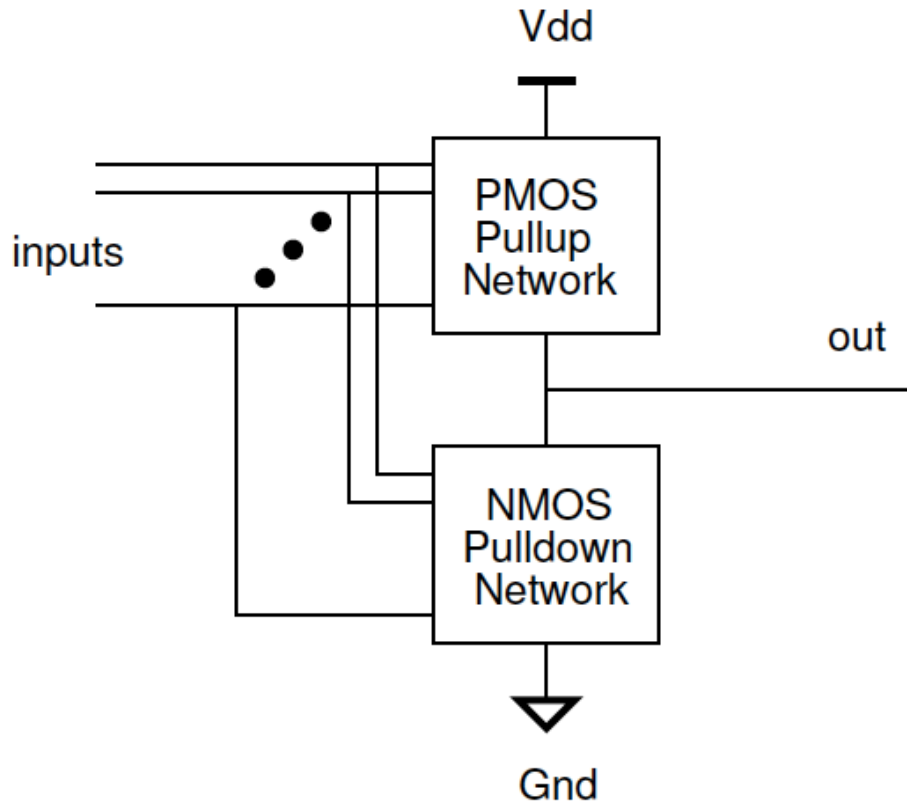 Vdd
PMOS
Pullup
Network
inputs
out
NMOS
Pulldown
Network
Gnd